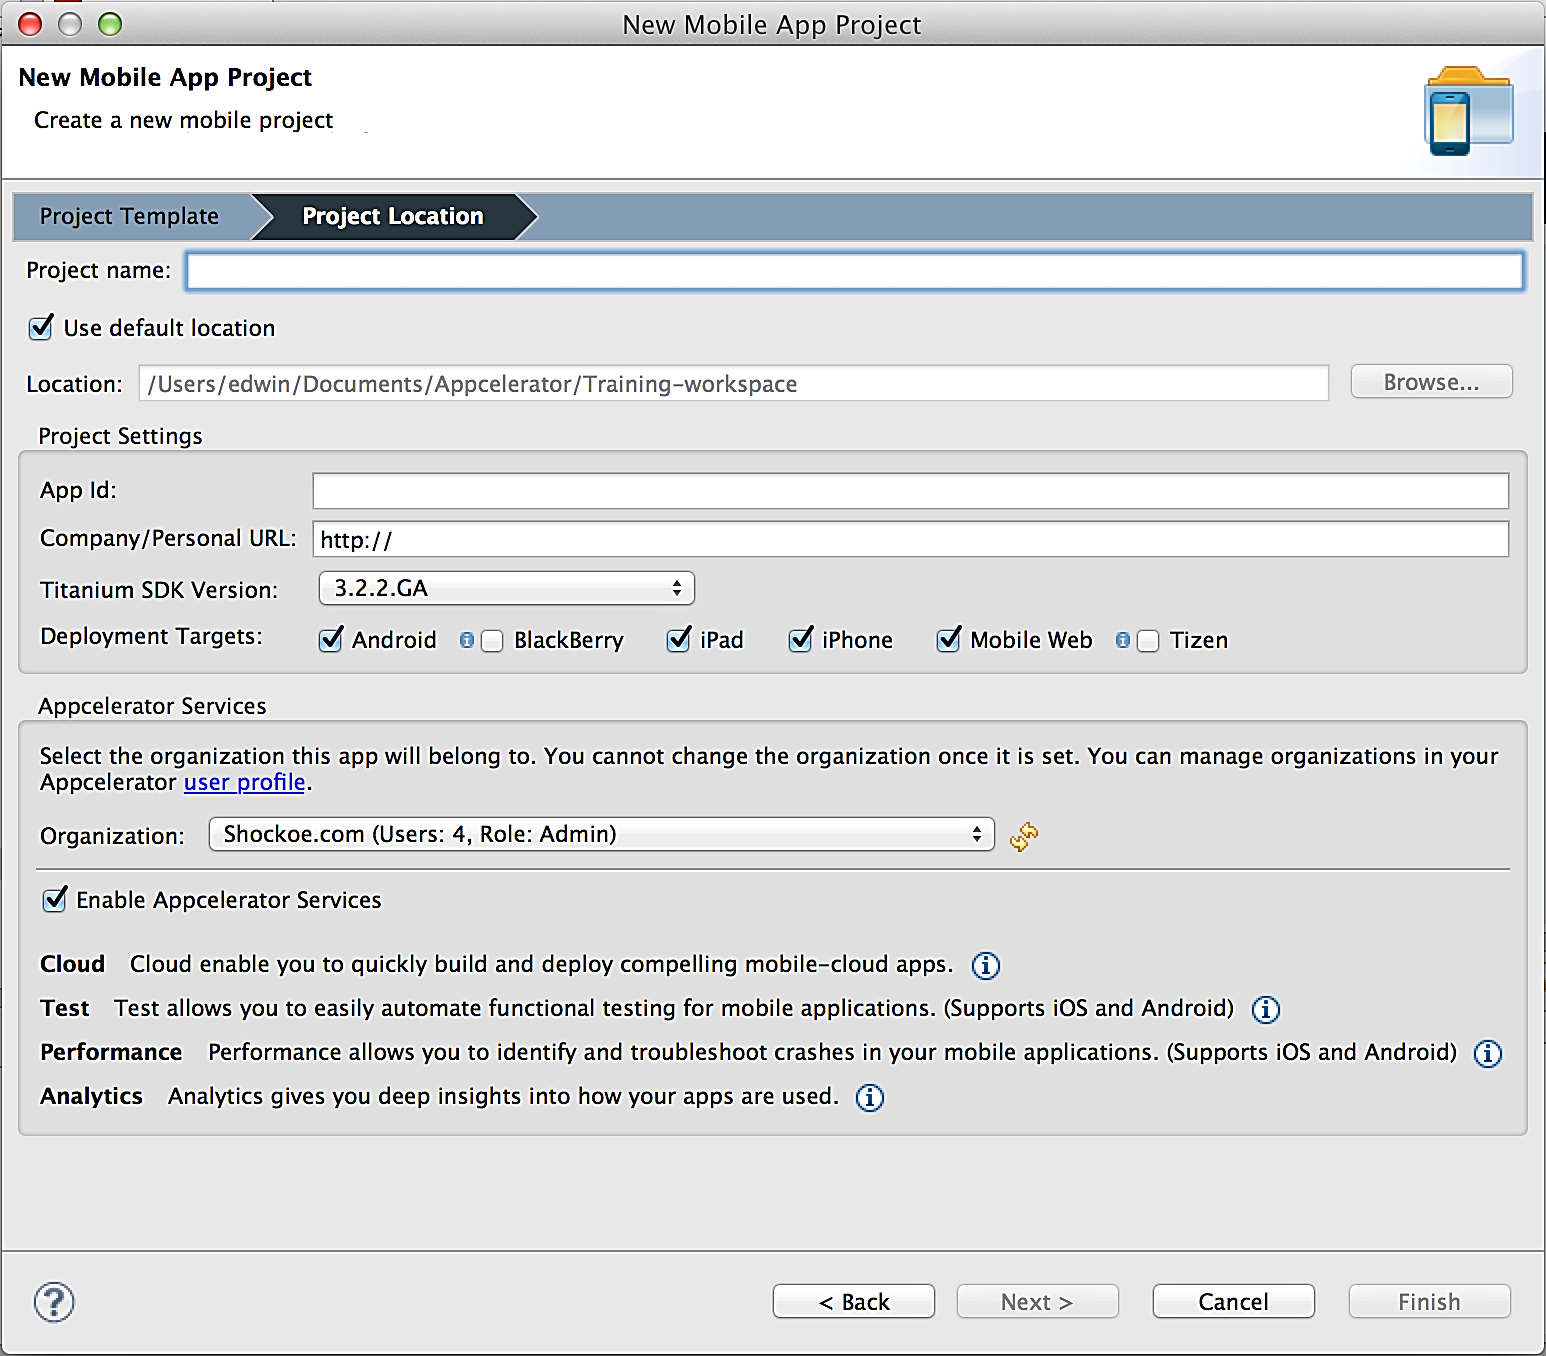 New Mobile App Project
New Mobile App Project
Create a new mobile project
Project Template Project Location
Project name:
Use default location
Location: /Users/edwin/Documents/Appcelerator/Training-workspace Browse...
Project Settings
App Id:
Company/Personal URL: http://
Titanium SDK Version: 3.2.2.GA
Deployment Targets: Android BlackBerry iPad iPhone Mobile Web Tizen
Appcelerator Services
Select the organization this app will belong to. You cannot change the organization once it is set. You can manage organizations in your
Appcelerator user profile.
Organization: Shockoe.com (Users: 4, Role: Admin)
Enable Appcelerator Services
Cloud Cloud enable you to quickly build and deploy compelling mobile-cloud apps.
Test Test allows you to easily automate functional testing for mobile applications. (Supports iOS and Android)
Performance Performance allows you to identify and troubleshoot crashes in your mobile applications. (Supports iOS and Android)
Analytics Analytics gives you deep insights into how your apps are used.
? < Back Next > Cancel Finish